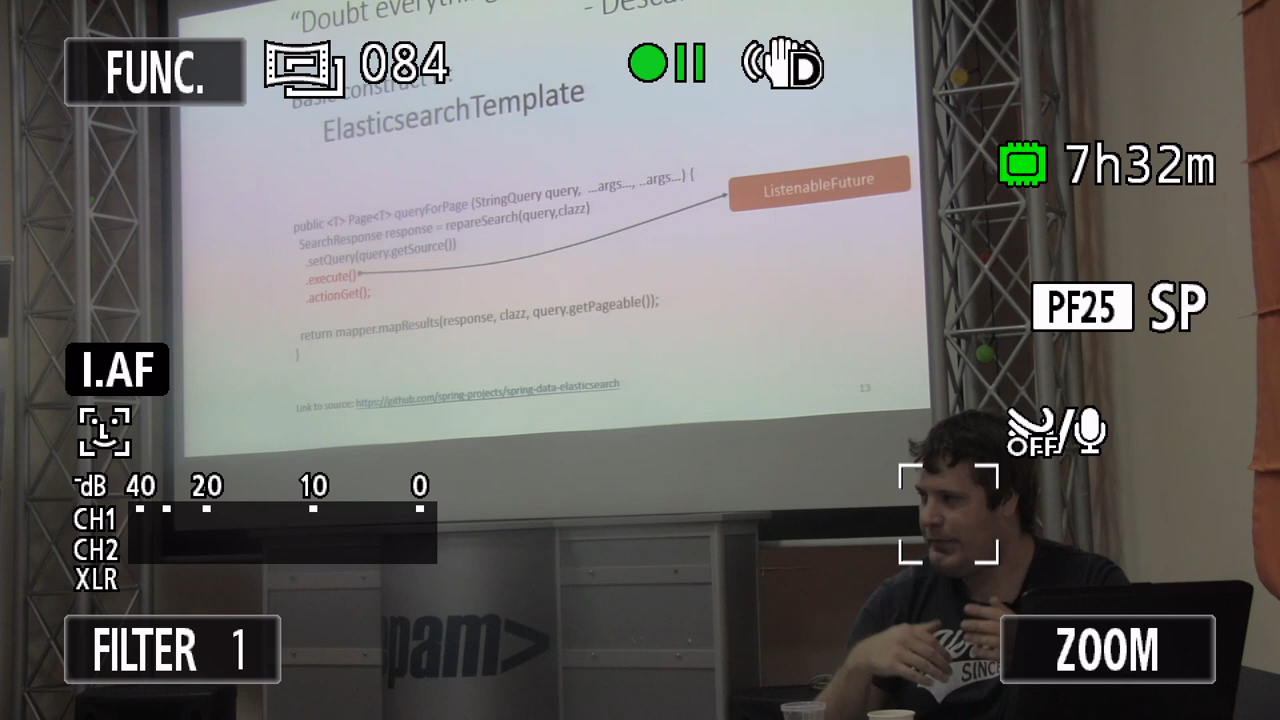 “Doubt everything
FUNC.
084
D
Basic construct
ElasticsearchTemplate
7h32m
ListenableFuture
public <T> Page<T> queryForPage (StringQuery query, ...args..., ..args...) {
SearchResponse response = repareSearch(query,clazz)
.setQuery(query.getSource())
.execute()
.actionGet();
return mapper.mapResults(response, clazz, query.getPageable());
}
PF25 SP
I.AF
Link to source: https://github.com/spring-projects/spring-data-elasticsearch
13
OFF/
-dB 40 20 10 0
CH1
CH2
XLR
FILTER 1
pam>
SINC
ZOOM